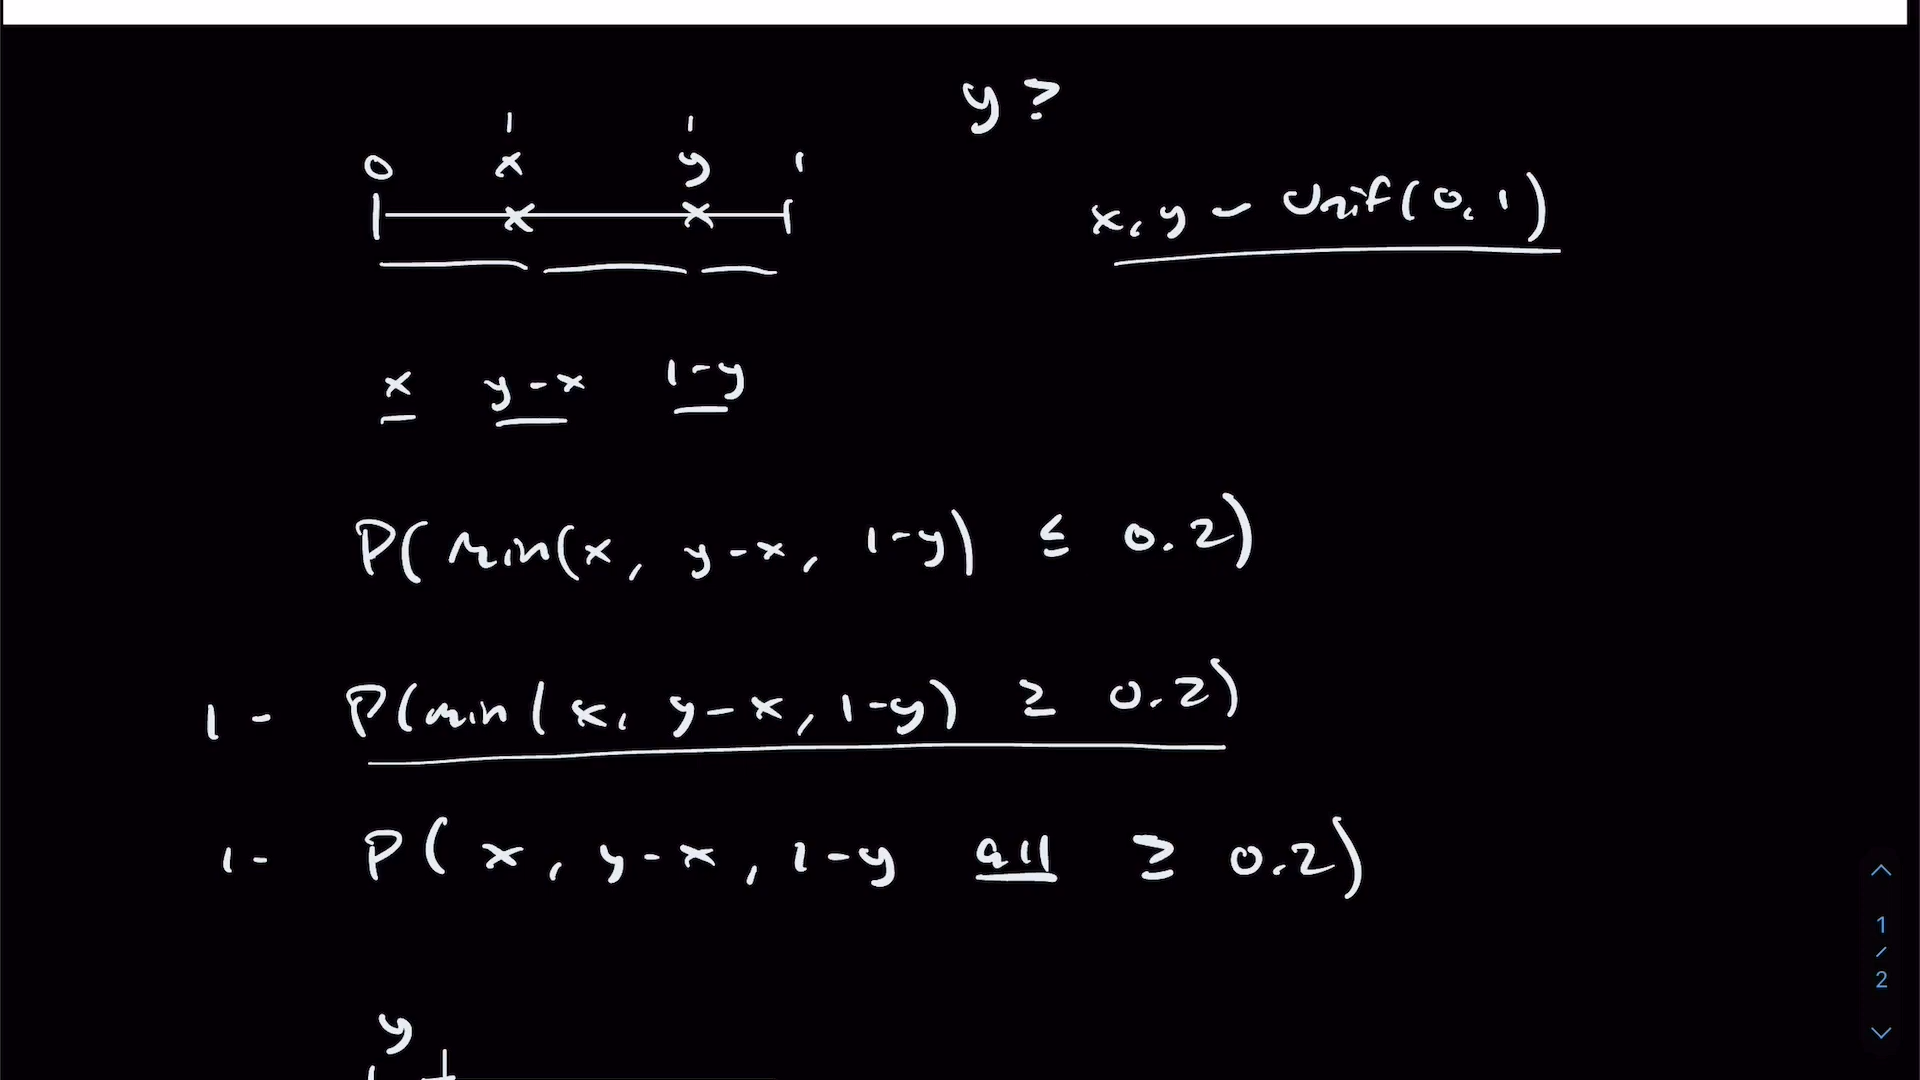 y?
0 x y 1
x, y ~ Unif(0, 1)
x y-x 1-y
P(min(x, y-x, 1-y) ≤ 0.2)
1 - P(min(x, y-x, 1-y) ≥ 0.2)
1 - P(x, y-x, 1-y all ≥ 0.2)
y
1
/
2